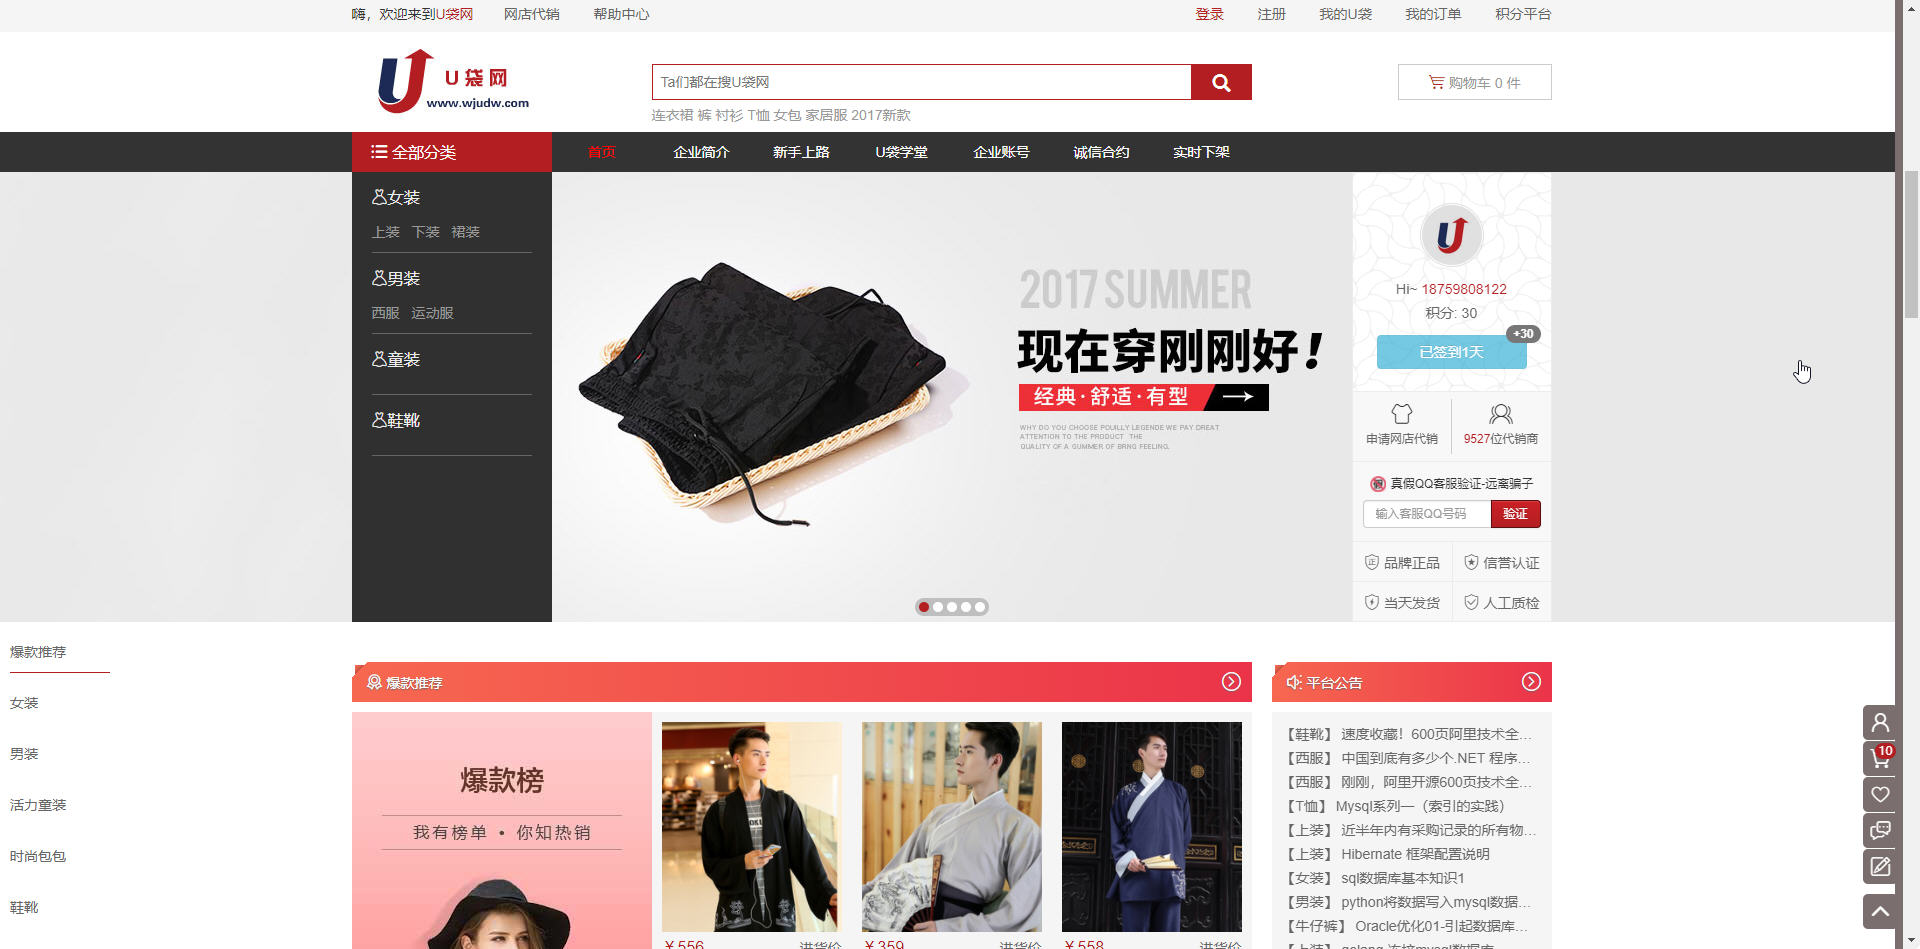 嗨，欢迎来到U袋网 网店代销 帮助中心
登录 注册 我的U袋 我的订单 积分平台
U袋网
www.wjudw.com
Ta们都在搜U袋网
购物车 0 件
连衣裙 裤 衬衫 T恤 女包 家居服 2017新款
全部分类 首页 企业简介 新手上路 U袋学堂 企业账号 诚信合约 实时下架
女装
上装 下装 裙装
男装
西服 运动服
童装
鞋靴
2017 SUMMER
现在穿刚刚好！
经典·舒适·有型
WHY DO YOU CHOOSE POUILLY LEGENDE WE PAY GREAT
ATTENTION TO THE PRODUCT THE
QUALITY OF A GUMMER OF BRNG FEELING.
Hi~ 18759808122
积分: 30
+30
已签到1天
申请网店代销 9527位代销商
真假QQ客服验证-远离骗子
输入客服QQ号码 验证
正 品牌正品 信誉认证
当天发货 人工质检
爆款推荐
女装
男装
活力童装
时尚包包
鞋靴
爆款推荐
爆款榜
我有榜单 • 你知热销
￥556 进货价 ￥359 进货价 ￥558 进货价
平台公告
【鞋靴】 速度收藏！600页阿里技术全...
【西服】 中国到底有多少个.NET 程序...
【西服】 刚刚，阿里开源600页技术全...
【T恤】 Mysql系列一（索引的实践）
【上装】 近半年内有采购记录的所有物...
【上装】 Hibernate 框架配置说明
【女装】 sql数据库基本知识1
【男装】 python将数据写入mysql数据...
【牛仔裤】 Oracle优化01-引起数据库...
【上装】 golang 连接mysql数据库
10